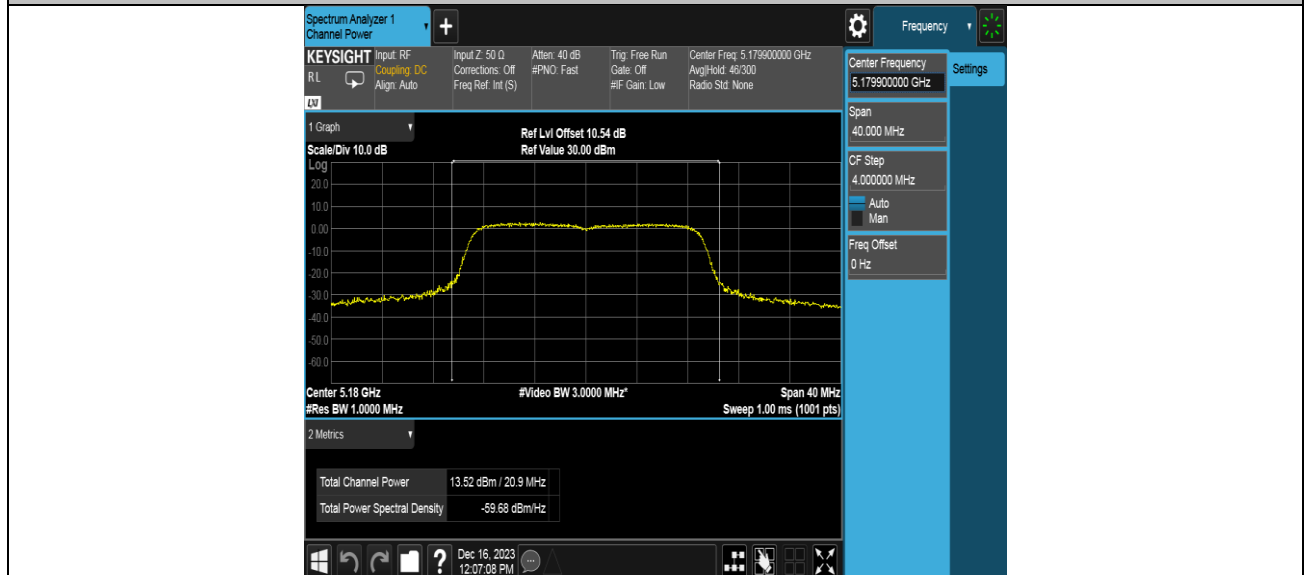 Spectrum Analyzer 1
Channel Power
+
Frequency
KEYSIGHT
RL
LXI
Input: RF
Coupling: DC
Align: Auto
Input Z: 50 Ω
Corrections: Off
Freq Ref: Int (S)
Atten: 40 dB
#PNO: Fast
Trig: Free Run
Gate: Off
#IF Gain: Low
Center Freq: 5.179900000 GHz
Avg|Hold: 46/300
Radio Std: None
Center Frequency
5.179900000 GHz
Settings
Span
40.000 MHz
CF Step
4.000000 MHz
Auto
Man
Freq Offset
0 Hz
1 Graph
Scale/Div 10.0 dB
Ref Lvl Offset 10.54 dB
Ref Value 30.00 dBm
Log
20.0
10.0
0.00
-10.0
-20.0
-30.0
-40.0
-50.0
-60.0
Center 5.18 GHz
#Res BW 1.0000 MHz
#Video BW 3.0000 MHz*
Span 40 MHz
Sweep 1.00 ms (1001 pts)
2 Metrics
Total Channel Power 13.52 dBm / 20.9 MHz
Total Power Spectral Density -59.68 dBm/Hz
?
Dec 16, 2023
12:07:08 PM